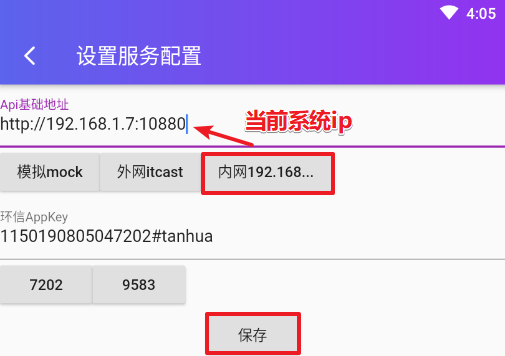 4:05
设置服务配置
Api基础地址
http://192.168.1.7:10880
当前系统ip
模拟mock 外网itcast 内网192.168...
环信AppKey
1150190805047202#tanhua
7202 9583
保存